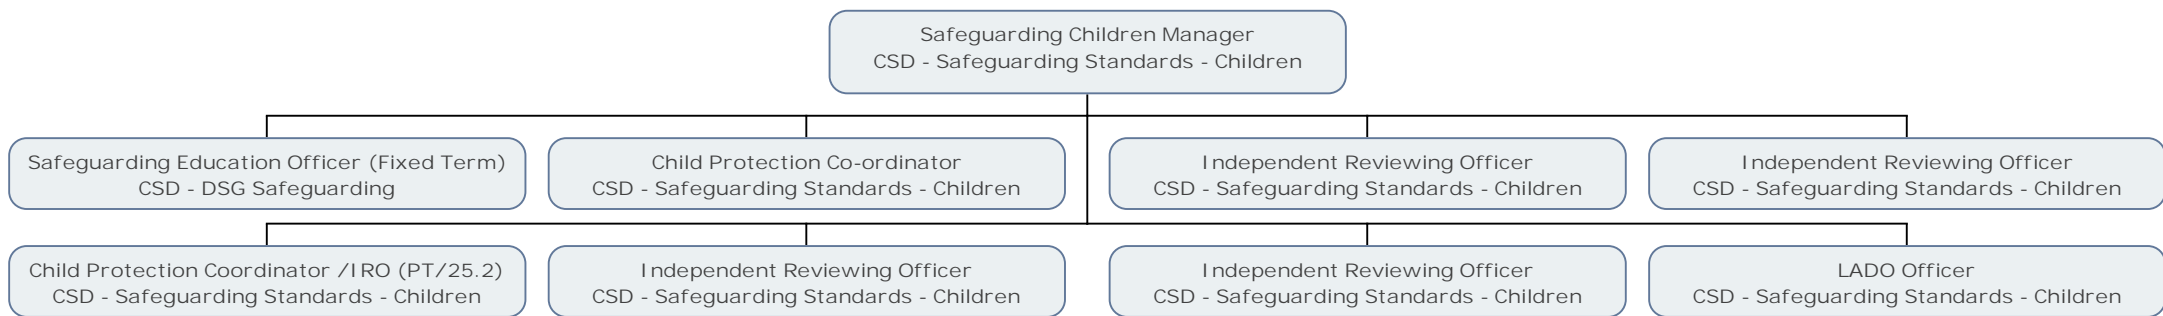 Safeguarding Children Manager
CSD - Safeguarding Standards - Children
Safeguarding Education Officer (Fixed Term)
CSD - DSG Safeguarding
Child Protection Co-ordinator
CSD - Safeguarding Standards - Children
Independent Reviewing Officer
CSD - Safeguarding Standards - Children
Independent Reviewing Officer
CSD - Safeguarding Standards - Children
Child Protection Coordinator /IRO (PT/25.2)
CSD - Safeguarding Standards - Children
Independent Reviewing Officer
CSD - Safeguarding Standards - Children
Independent Reviewing Officer
CSD - Safeguarding Standards - Children
LADO Officer
CSD - Safeguarding Standards - Children